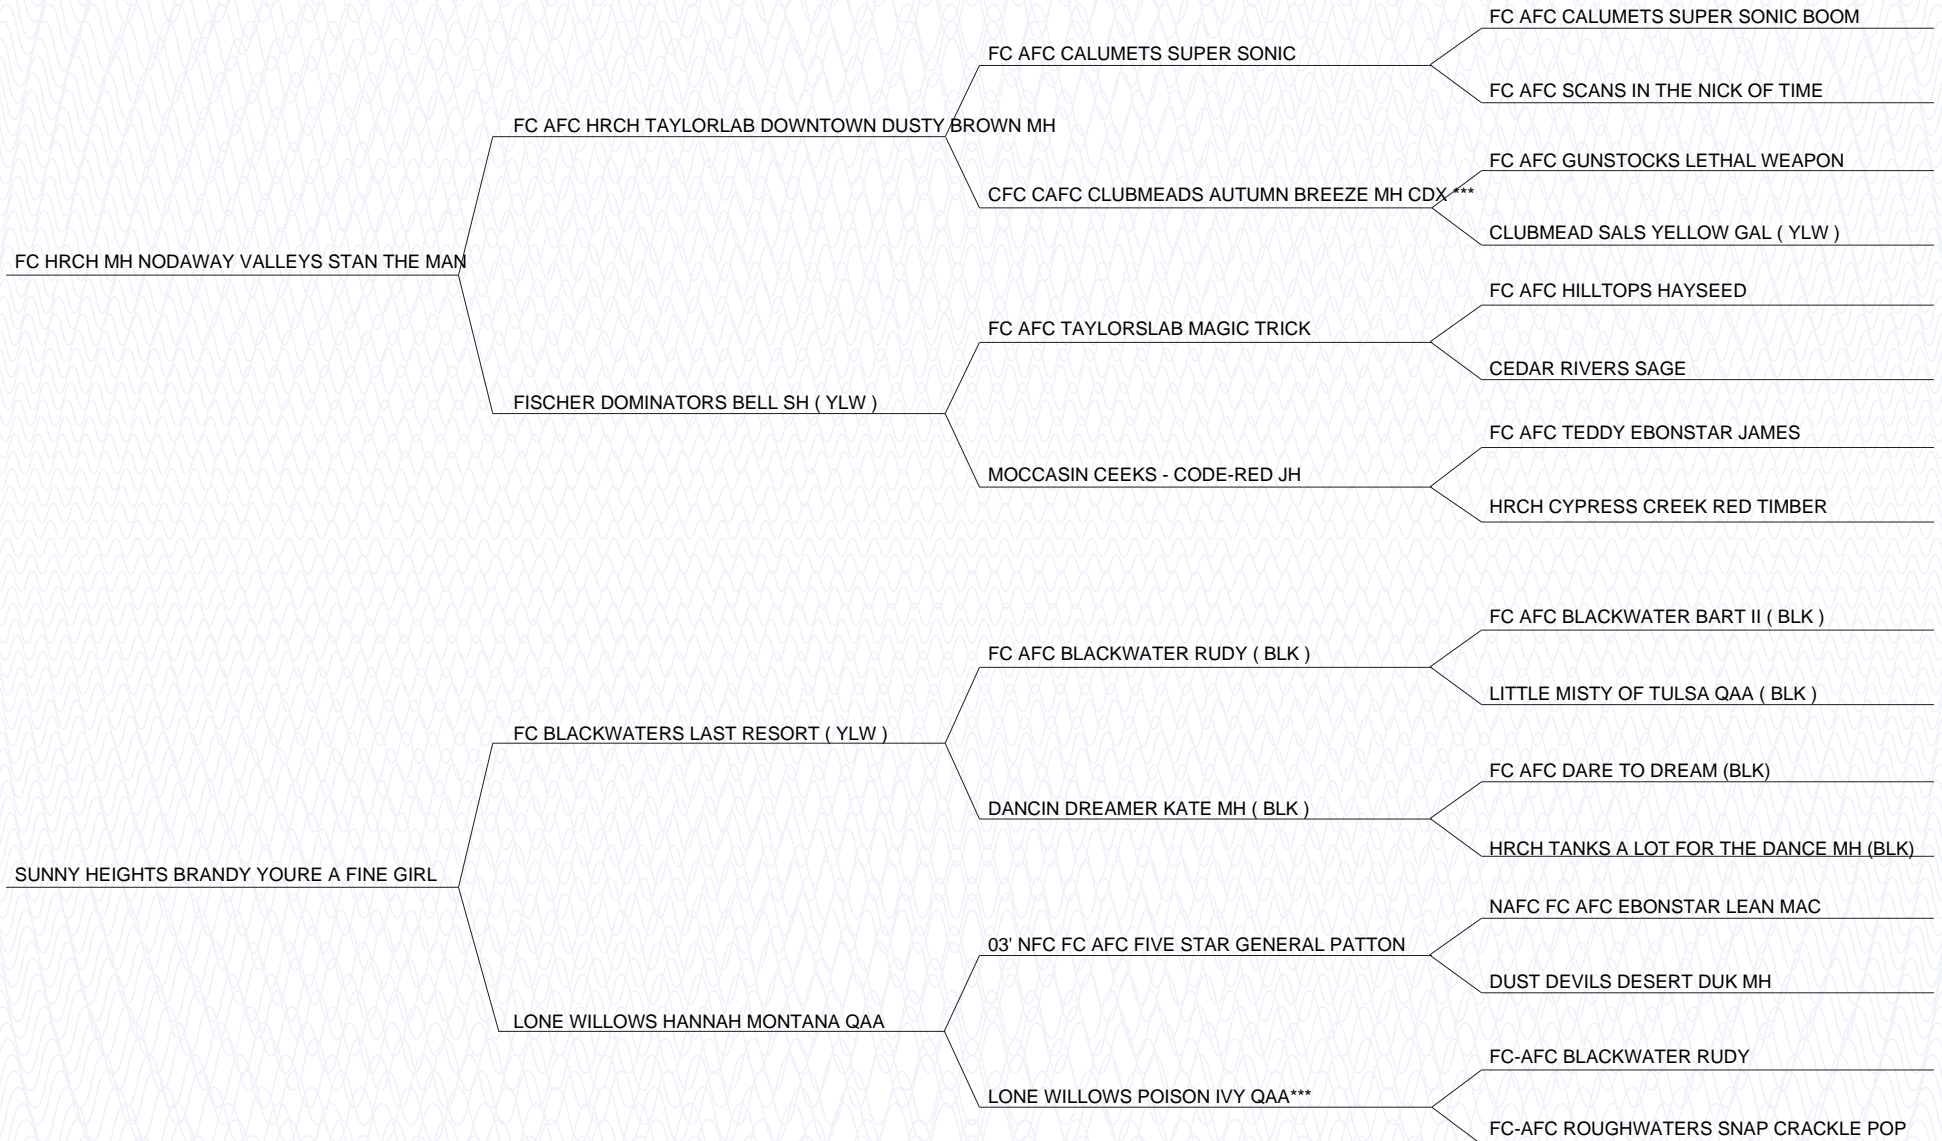 FC AFC CALUMETS SUPER SONIC BOOM
FC AFC CALUMETS SUPER SONIC
FC AFC SCANS IN THE NICK OF TIME
FC AFC HRCH TAYLORLAB DOWNTOWN DUSTY BROWN MH
FC AFC GUNSTOCKS LETHAL WEAPON
CFC CAFC CLUBMEADS AUTUMN BREEZE MH CDX ***
CLUBMEAD SALS YELLOW GAL ( YLW )
FC HRCH MH NODAWAY VALLEYS STAN THE MAN
FC AFC HILLTOPS HAYSEED
FC AFC TAYLORSLAB MAGIC TRICK
CEDAR RIVERS SAGE
FISCHER DOMINATORS BELL SH ( YLW )
FC AFC TEDDY EBONSTAR JAMES
MOCCASIN CEEKS - CODE-RED JH
HRCH CYPRESS CREEK RED TIMBER
FC AFC BLACKWATER BART II ( BLK )
FC AFC BLACKWATER RUDY ( BLK )
LITTLE MISTY OF TULSA QAA ( BLK )
FC BLACKWATERS LAST RESORT ( YLW )
FC AFC DARE TO DREAM (BLK)
DANCIN DREAMER KATE MH ( BLK )
HRCH TANKS A LOT FOR THE DANCE MH (BLK)
SUNNY HEIGHTS BRANDY YOURE A FINE GIRL
NAFC FC AFC EBONSTAR LEAN MAC
03' NFC FC AFC FIVE STAR GENERAL PATTON
DUST DEVILS DESERT DUK MH
LONE WILLOWS HANNAH MONTANA QAA
FC-AFC BLACKWATER RUDY
LONE WILLOWS POISON IVY QAA***
FC-AFC ROUGHWATERS SNAP CRACKLE POP